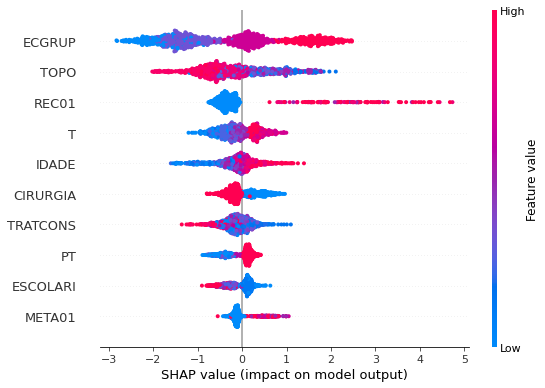 High
ECGRUP
TOPO
REC01
T
IDADE
CIRURGIA
TRATCONS
PT
ESCOLARI
META01
Feature value
Low
−3 −2 −1 0 1 2 3 4 5
SHAP value (impact on model output)